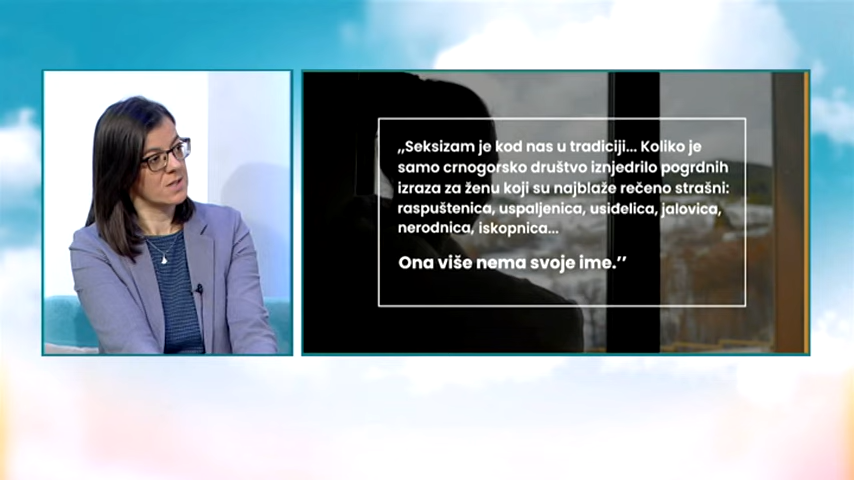 ,,Seksizam je kod nas u tradiciji... Koliko je
samo crnogorsko društvo iznjedrilo pogrdnih
izraza za ženu koji su najblaže rečeno strašni:
raspuštenica, uspaljenica, usiđelica, jalovica,
nerodnica, iskopnica...
Ona više nema svoje ime.’’